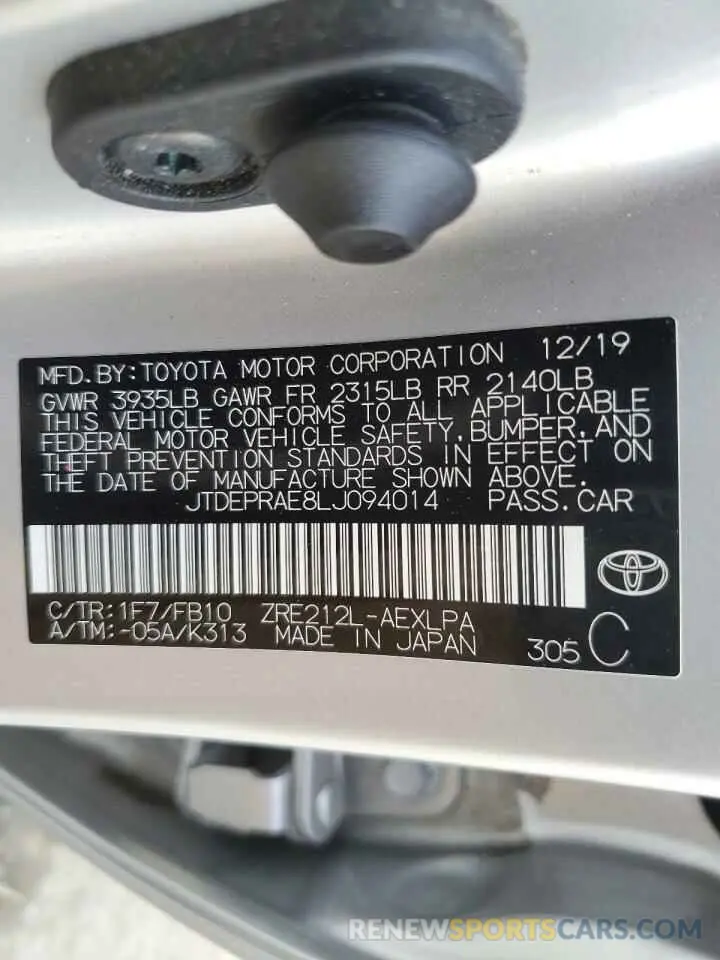 MFD. BY: TOYOTA MOTOR CORPORATION 12/19
GVWR 3935LB GAWR FR 2315LB RR 2140LB
THIS VEHICLE CONFORMS TO ALL APPLICABLE
FEDERAL MOTOR VEHICLE SAFETY, BUMPER, AND
THEFT PREVENTION STANDARDS IN EFFECT ON
THE DATE OF MANUFACTURE SHOWN ABOVE.
JTDEPRAE8LJ094014 PASS.CAR
C/TR:1F7/FB10 ZRE212L-AEXLPA
A/TM:-05A/K313 MADE IN JAPAN 305 C
RENEWSPORTSCARS.COM